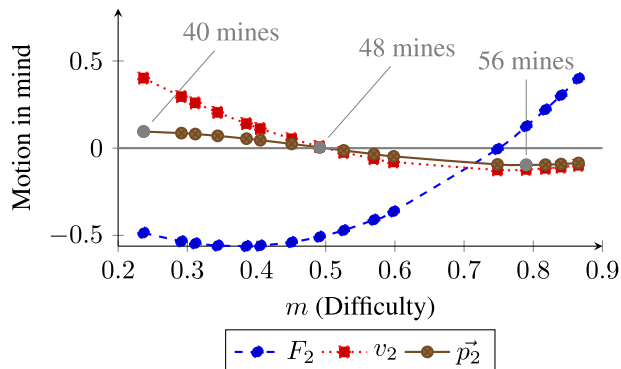 40 mines
48 mines
56 mines
0.5
0
−0.5
Motion in mind
0.2 0.3 0.4 0.5 0.6 0.7 0.8 0.9
m (Difficulty)
F₂ v₂ p⃗₂